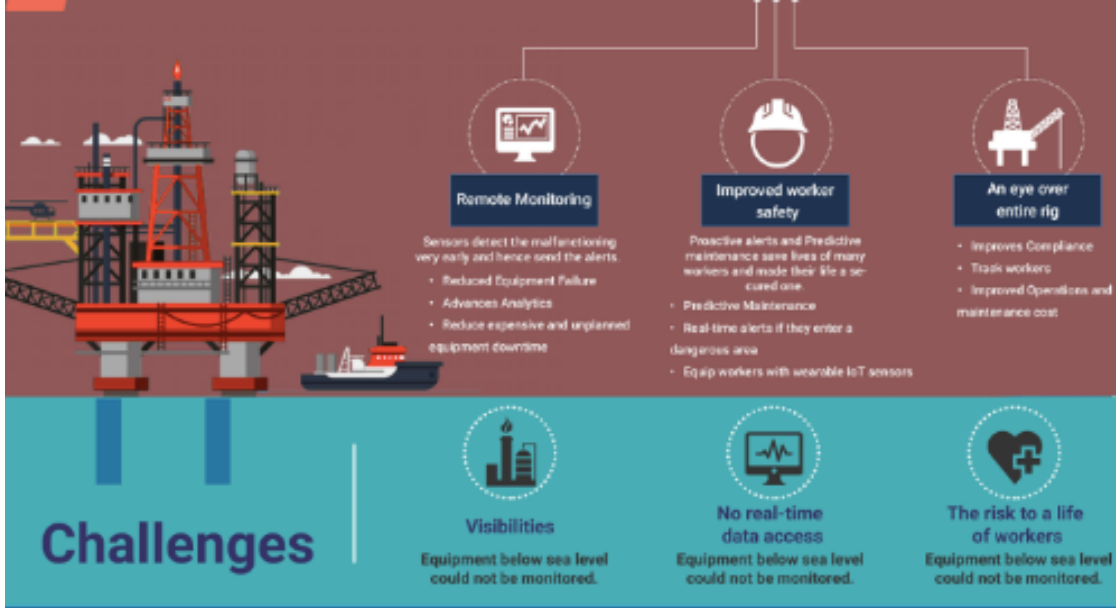 Remote Monitoring
Sensors detect the malfunctioning
very early and hence send the alerts.
• Reduced Equipment Failure
• Advances Analytics
• Reduce expensive and unplanned
equipment downtime
Improved worker
safety
Proactive alerts and Predictive
maintenance save lives of many
workers and made their life a se-
cured one.
• Predictive Maintenance
• Real-time alerts if they enter a
dangerous area
• Equip workers with wearable IoT sensors
An eye over
entire rig
• Improves Compliance
• Track workers
• Improved Operations and
maintenance cost
Challenges
Visibilities
Equipment below sea level
could not be monitored.
No real-time
data access
Equipment below sea level
could not be monitored.
The risk to a life
of workers
Equipment below sea level
could not be monitored.